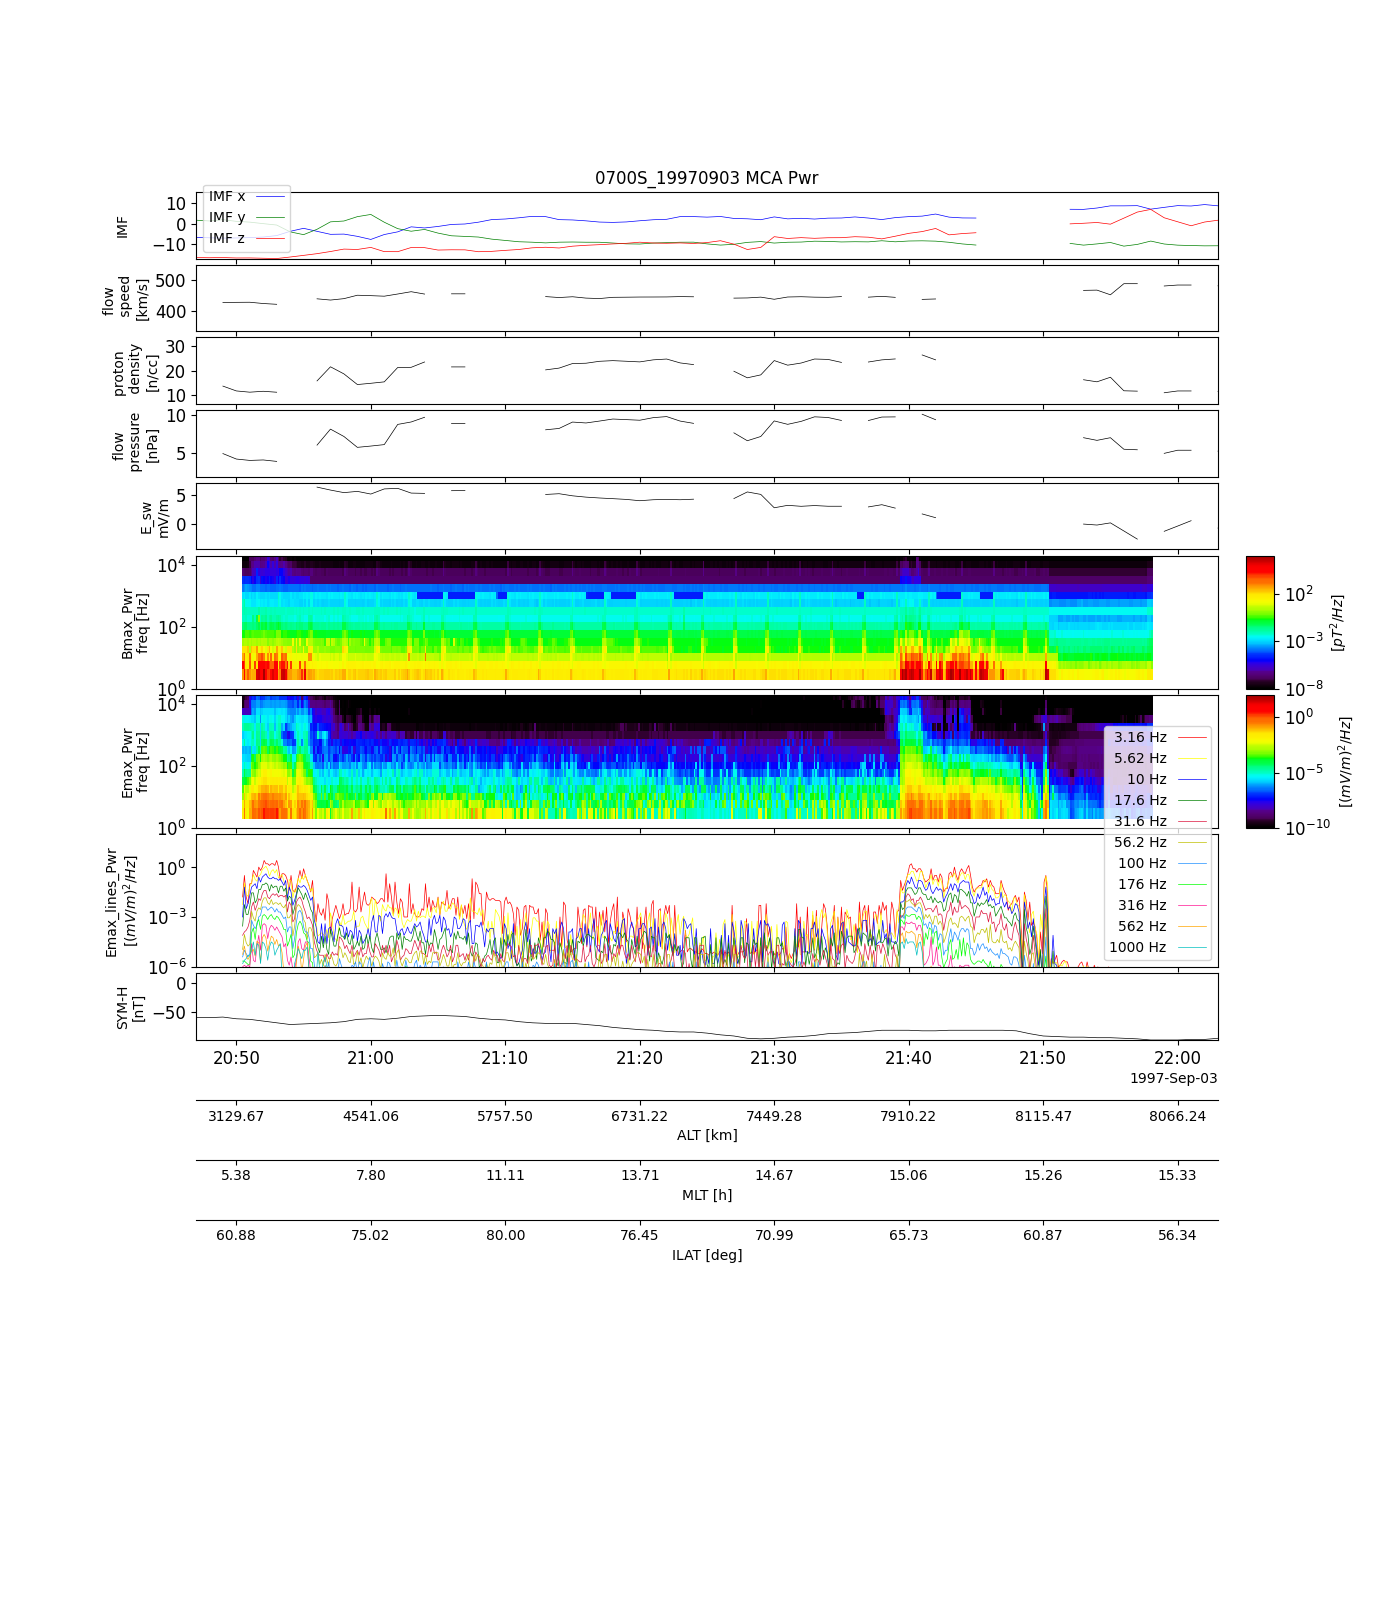 0700S_19970903 MCA Pwr
IMF
10
0
−10
IMF x
IMF y
IMF z
flow
speed
[km/s]
500
400
proton
density
[n/cc]
30
20
10
flow
pressure
[nPa]
10
5
E_sw
mV/m
5
0
Bmax_Pwr
freq [Hz]
10^4
10^2
10^0
10^2
10^−3
10^−8
[pT^2/Hz]
Emax_Pwr
freq [Hz]
10^4
10^2
10^0
10^0
10^−5
10^−10
[(mV/m)^2/Hz]
3.16 Hz
5.62 Hz
10 Hz
17.6 Hz
31.6 Hz
56.2 Hz
100 Hz
176 Hz
316 Hz
562 Hz
1000 Hz
Emax_lines_Pwr
[(mV/m)^2/Hz]
10^0
10^−3
10^−6
SYM-H
[nT]
0
−50
20:50 21:00 21:10 21:20 21:30 21:40 21:50 22:00
1997-Sep-03
3129.67 4541.06 5757.50 6731.22 7449.28 7910.22 8115.47 8066.24
ALT [km]
5.38 7.80 11.11 13.71 14.67 15.06 15.26 15.33
MLT [h]
60.88 75.02 80.00 76.45 70.99 65.73 60.87 56.34
ILAT [deg]